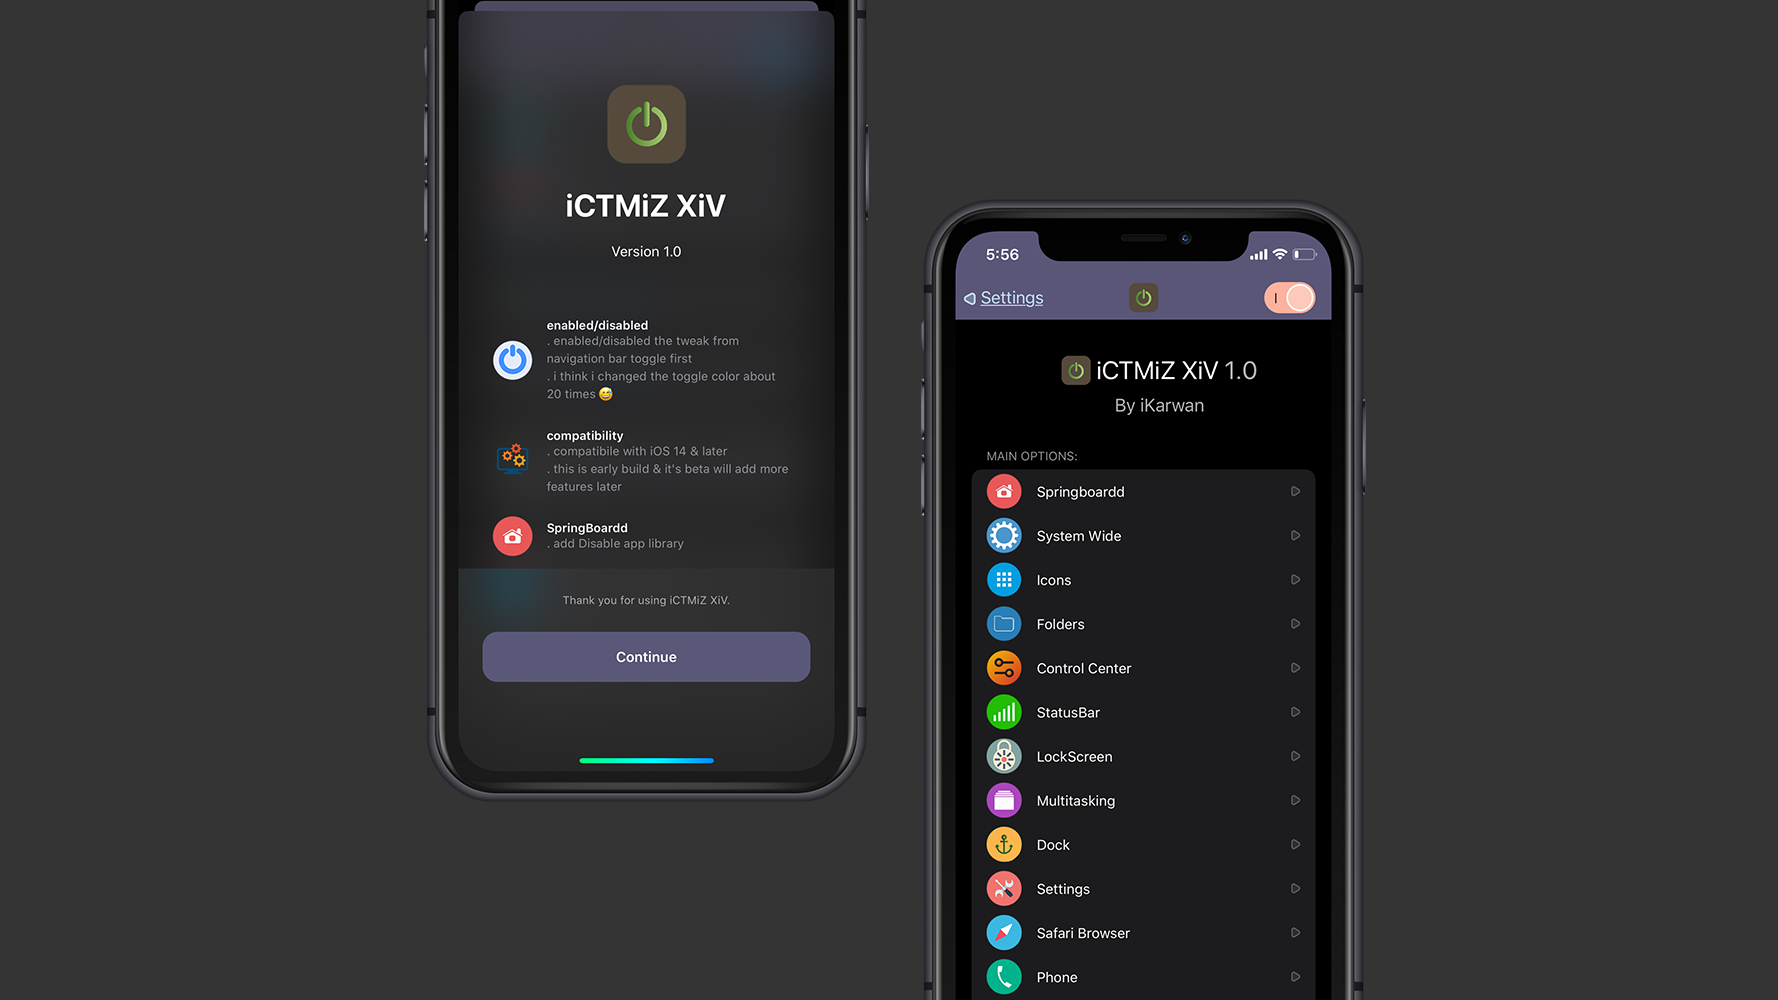 iCTMiZ XiV
Version 1.0
enabled/disabled
. enabled/disabled the tweak from
navigation bar toggle first
. i think i changed the toggle color about
20 times 😅
compatibility
. compatibile with iOS 14 & later
. this is early build & it's beta will add more
features later
SpringBoardd
. add Disable app library
Thank you for using iCTMiZ XiV.
Continue
5:56
Settings
iCTMiZ XiV 1.0
By iKarwan
MAIN OPTIONS:
Springboardd
System Wide
Icons
Folders
Control Center
StatusBar
LockScreen
Multitasking
Dock
Settings
Safari Browser
Phone